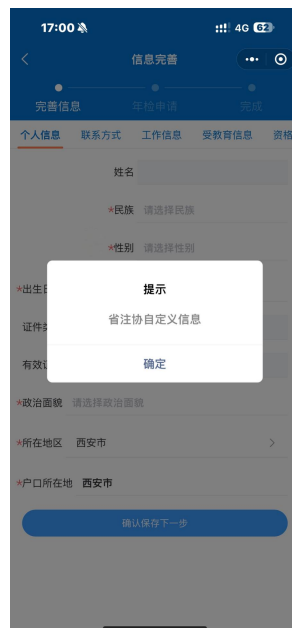 17:00
4G 62
信息完善
完善信息 年检申请 完成
个人信息 联系方式 工作信息 受教育信息 资格
姓名
*民族 请选择民族
*性别 请选择性别
*出生日
提示
省注协自定义信息
确定
证件类
有效证
*政治面貌 请选择政治面貌
*所在地区 西安市
*户口所在地 西安市
确认保存下一步